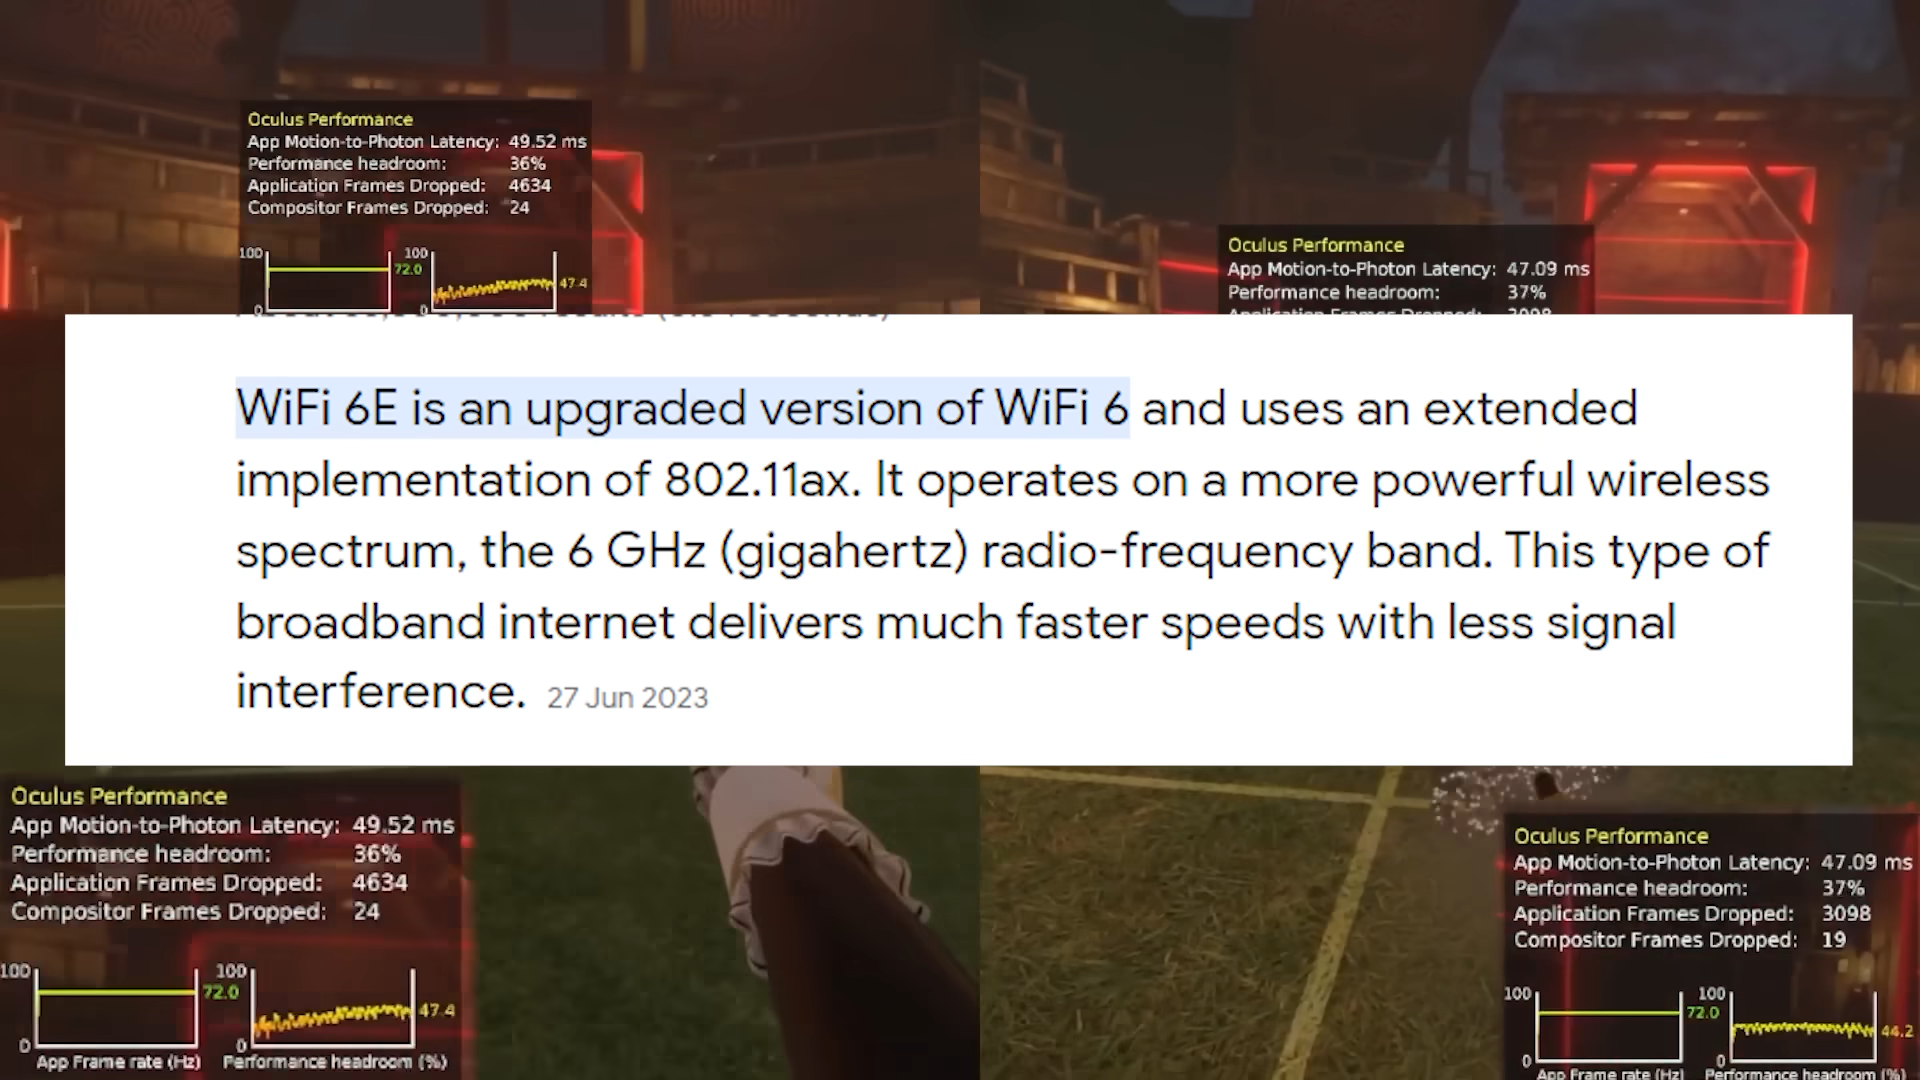 Oculus Performance
App Motion-to-Photon Latency: 49.52 ms
Performance headroom: 36%
Application Frames Dropped: 4634
Compositor Frames Dropped: 24
100 72.0 0
100 47.4 0
Oculus Performance
App Motion-to-Photon Latency: 47.09 ms
Performance headroom: 37%
Application Frames Dropped: 3098
WiFi 6E is an upgraded version of WiFi 6 and uses an extended
implementation of 802.11ax. It operates on a more powerful wireless
spectrum, the 6 GHz (gigahertz) radio-frequency band. This type of
broadband internet delivers much faster speeds with less signal
interference. 27 Jun 2023
Oculus Performance
App Motion-to-Photon Latency: 49.52 ms
Performance headroom: 36%
Application Frames Dropped: 4634
Compositor Frames Dropped: 24
100 72.0 0
100 47.4 0
App Frame rate (Hz) Performance headroom (%)
Oculus Performance
App Motion-to-Photon Latency: 47.09 ms
Performance headroom: 37%
Application Frames Dropped: 3098
Compositor Frames Dropped: 19
100 72.0 0
100 44.2 0
App Frame rate (Hz) Performance headroom (%)